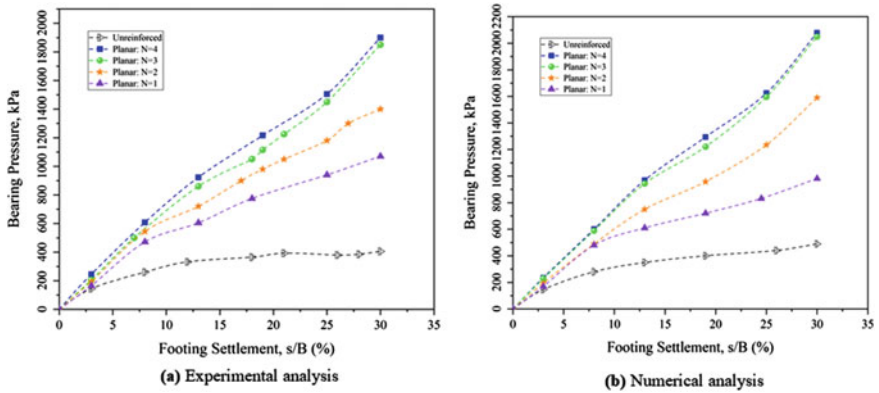 2000
1800
1600
1400
1200
1000
800
600
400
200
0
Bearing Pressure, kPa
Unreinforced
Planar: N=4
Planar: N=3
Planar: N=2
Planar: N=1
0 5 10 15 20 25 30 35
Footing Settlement, s/B (%)
(a) Experimental analysis
2200
2000
1800
1600
1400
1200
1000
800
600
400
200
0
Bearing Pressure, kPa
Unreinforced
Planar: N=4
Planar: N=3
Planar: N=2
Planar: N=1
0 5 10 15 20 25 30 35
Footing Settlement, s/B (%)
(b) Numerical analysis